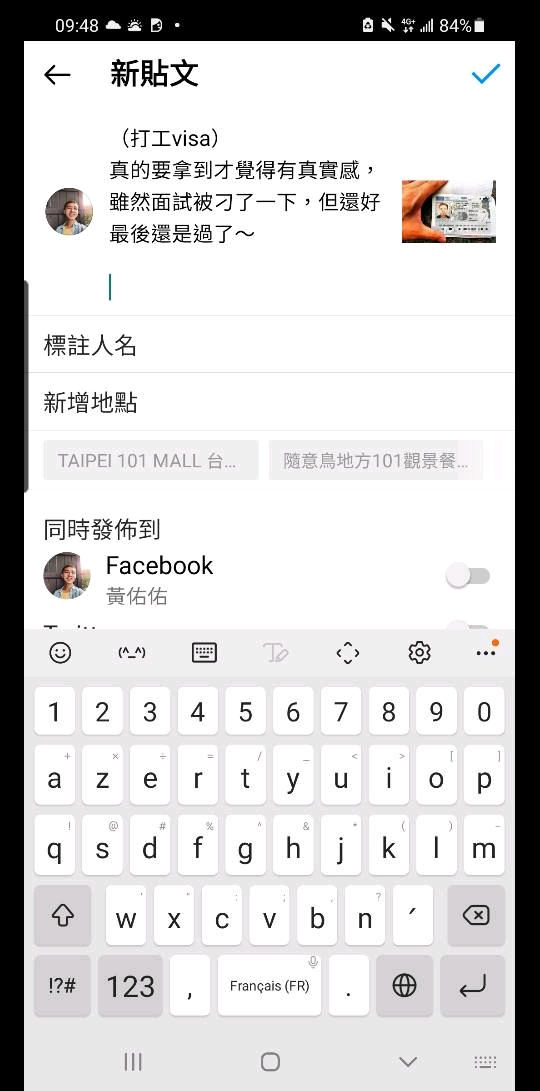 09:48
4G+ 84%
新貼文
（打工visa）
真的要拿到才覺得有真實感，
雖然面試被刁了一下，但還好
最後還是過了～
標註人名
新增地點
TAIPEI 101 MALL 台...
隨意鳥地方101觀景餐...
同時發佈到
Facebook
黃佑佑
(^_^)
1 2 3 4 5 6 7 8 9 0
+ × ÷ = / _ < > [ ]
a z e r t y u i o p
! @ # % ^ & * ( ) -
q s d f g h j k l m
' " : ; , ?
w x c v b n ´
!?# 123 , Français (FR) .